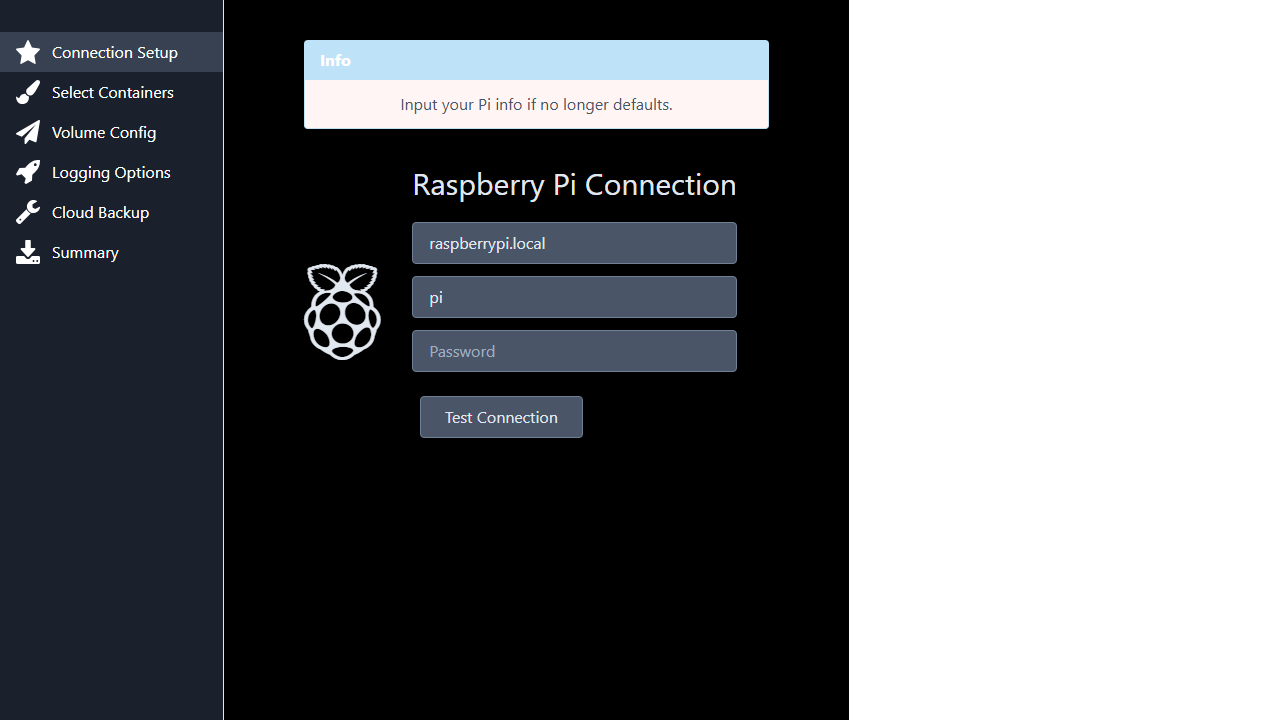 Connection Setup
Select Containers
Volume Config
Logging Options
Cloud Backup
Summary
Info
Input your Pi info if no longer defaults.
Raspberry Pi Connection
raspberrypi.local
pi
Password
Test Connection